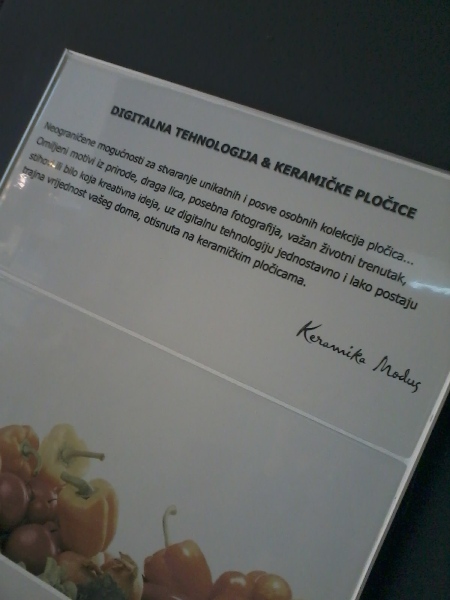 DIGITALNA TEHNOLOGIJA & KERAMIČKE PLOČICE
Neograničene mogućnosti za stvaranje unikatnih i posve osobnih kolekcija pločica...
Omiljeni motivi iz prirode, draga lica, posebna fotografija, važan životni trenutak,
stihovi ili bilo koja kreativna ideja, uz digitalnu tehnologiju jednostavno i lako postaju
trajna vrijednost vašeg doma, otisnuta na keramičkim pločicama.
Keramika Modus